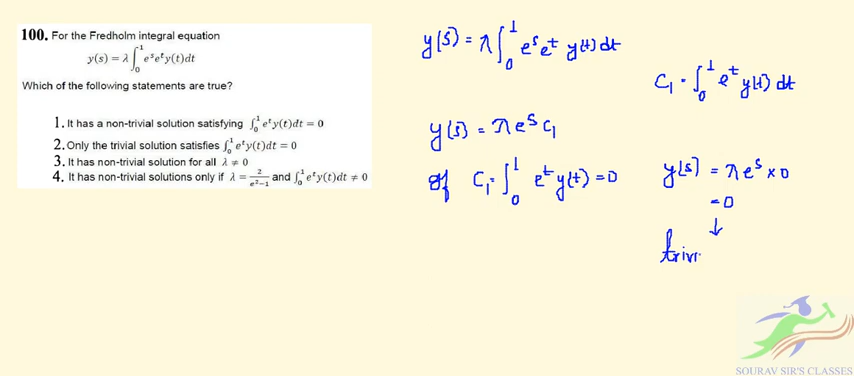 100. For the Fredholm integral equation
y(s) = λ ∫₀¹ eˢeᵗy(t)dt
Which of the following statements are true?
1. It has a non-trivial solution satisfying ∫₀¹ eᵗy(t)dt = 0
2. Only the trivial solution satisfies ∫₀¹ eᵗy(t)dt = 0
3. It has non-trivial solution for all λ ≠ 0
4. It has non-trivial solutions only if λ = 2/(e²−1) and ∫₀¹ eᵗy(t)dt ≠ 0
y(s) = λ ∫₀¹ eˢ eᵗ y(t) dt
C₁ = ∫₀¹ eᵗ y(t) dt
y(s) = λ eˢ C₁
If C₁ = ∫₀¹ eᵗ y(t) = 0
y(s) = λ eˢ × 0
= 0
↓
trivi
SOURAV SIR'S CLASSES